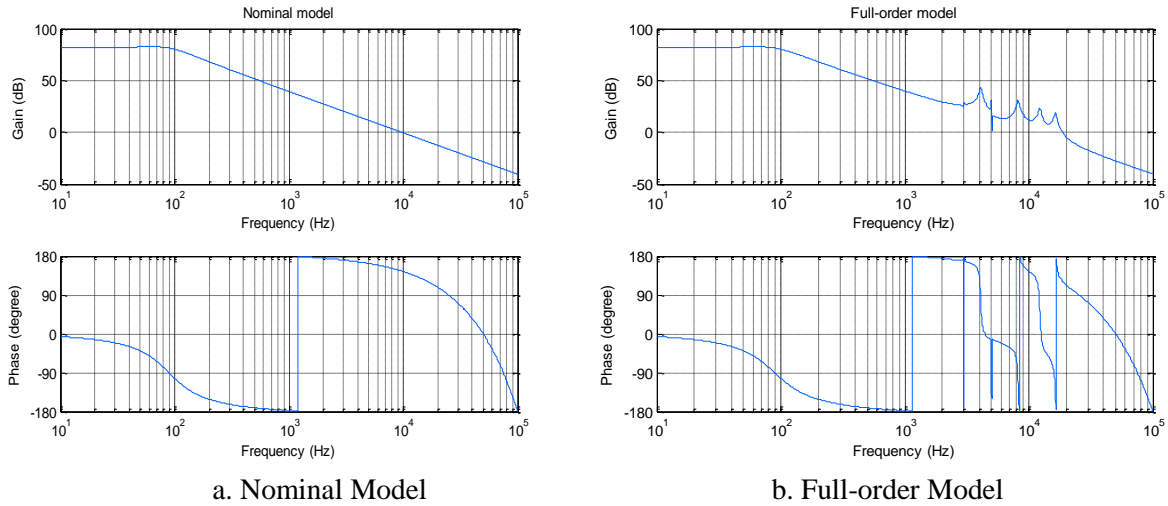 Nominal model
Gain (dB)
100
50
0
-50
10^1 10^2 10^3 10^4 10^5
Frequency (Hz)
Phase (degree)
180
90
0
-90
-180
10^1 10^2 10^3 10^4 10^5
Frequency (Hz)
a. Nominal Model
Full-order model
Gain (dB)
100
50
0
-50
10^1 10^2 10^3 10^4 10^5
Frequency (Hz)
Phase (degree)
180
90
0
-90
-180
10^1 10^2 10^3 10^4 10^5
Frequency (Hz)
b. Full-order Model